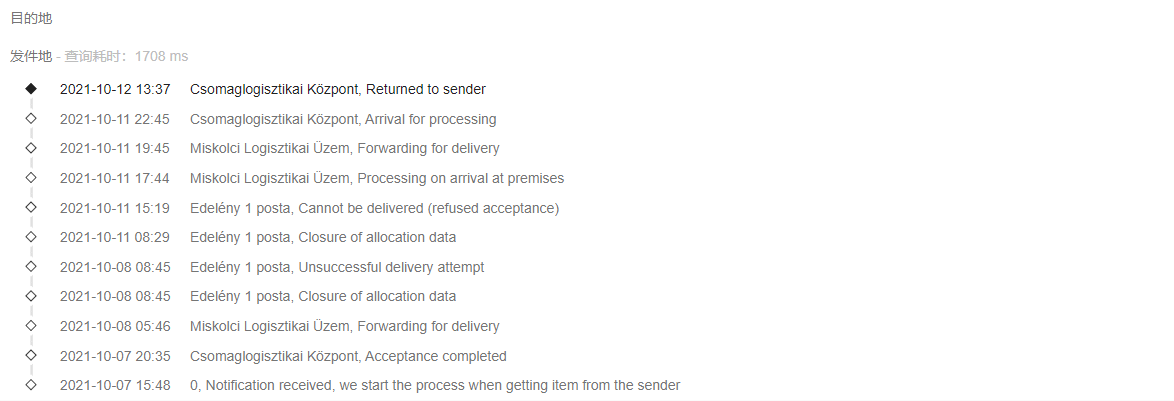 目的地
发件地 - 查询耗时：1708 ms
2021-10-12 13:37 Csomaglogisztikai Központ, Returned to sender
2021-10-11 22:45 Csomaglogisztikai Központ, Arrival for processing
2021-10-11 19:45 Miskolci Logisztikai Üzem, Forwarding for delivery
2021-10-11 17:44 Miskolci Logisztikai Üzem, Processing on arrival at premises
2021-10-11 15:19 Edelény 1 posta, Cannot be delivered (refused acceptance)
2021-10-11 08:29 Edelény 1 posta, Closure of allocation data
2021-10-08 08:45 Edelény 1 posta, Unsuccessful delivery attempt
2021-10-08 08:45 Edelény 1 posta, Closure of allocation data
2021-10-08 05:46 Miskolci Logisztikai Üzem, Forwarding for delivery
2021-10-07 20:35 Csomaglogisztikai Központ, Acceptance completed
2021-10-07 15:48 0, Notification received, we start the process when getting item from the sender